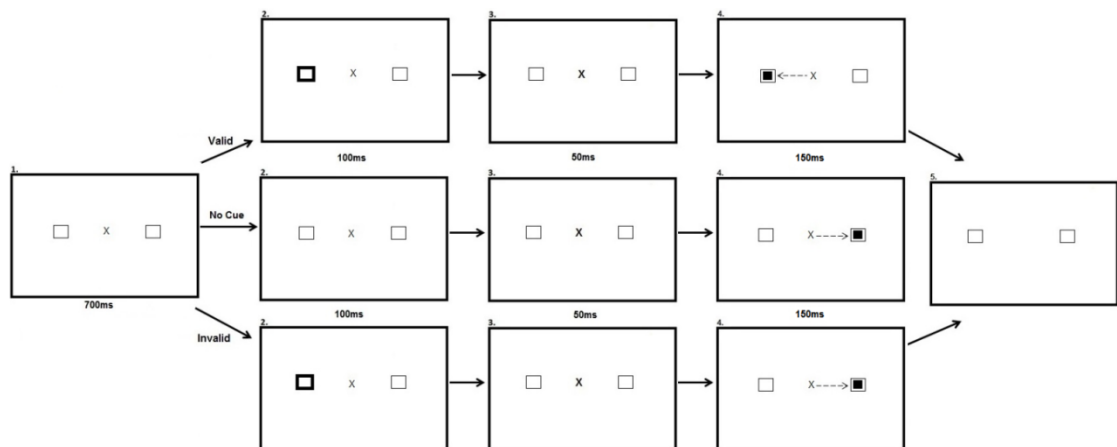 2.
3.
4.
X
X
X
Valid
100ms
50ms
150ms
1.
2.
3.
4.
5.
X
No Cue
X
X
X
700ms
100ms
50ms
150ms
Invalid
2.
3.
4.
X
X
X